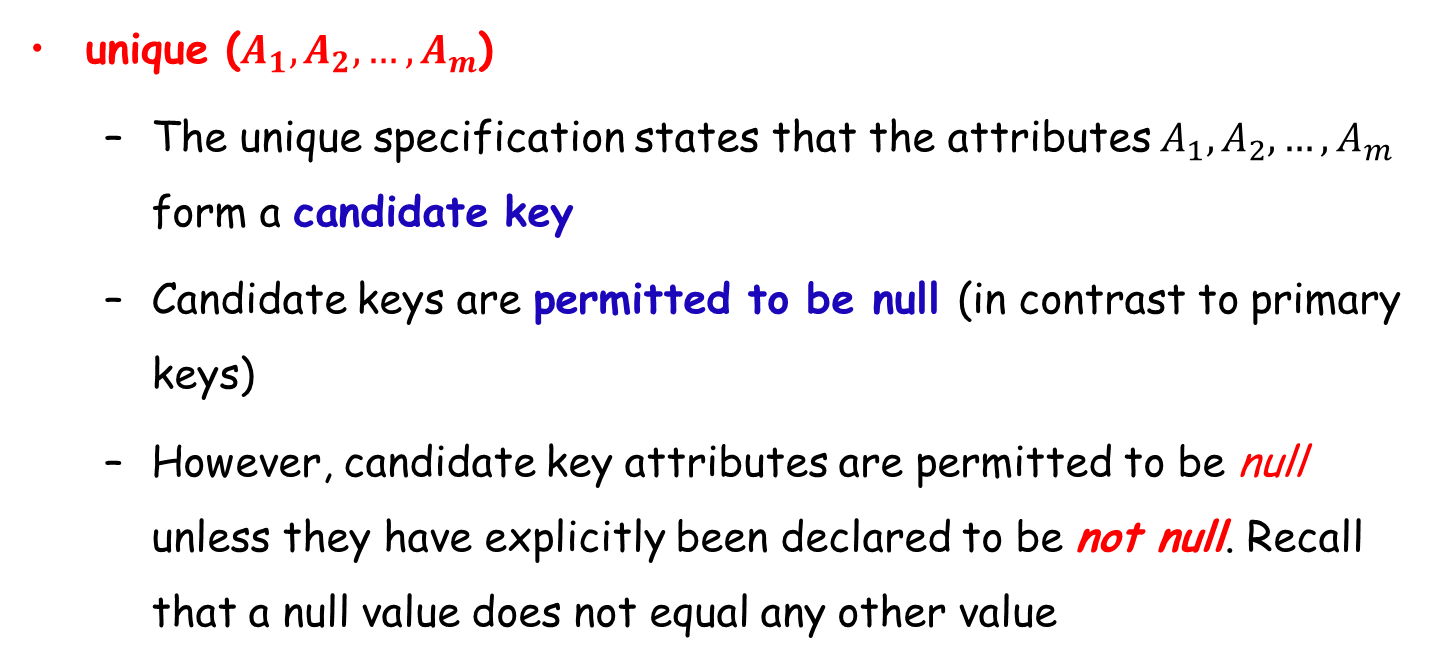 • unique (A₁, A₂, … , Aₘ)
– The unique specification states that the attributes A₁, A₂, … , Aₘ
form a candidate key
– Candidate keys are permitted to be null (in contrast to primary
keys)
– However, candidate key attributes are permitted to be null
unless they have explicitly been declared to be not null. Recall
that a null value does not equal any other value